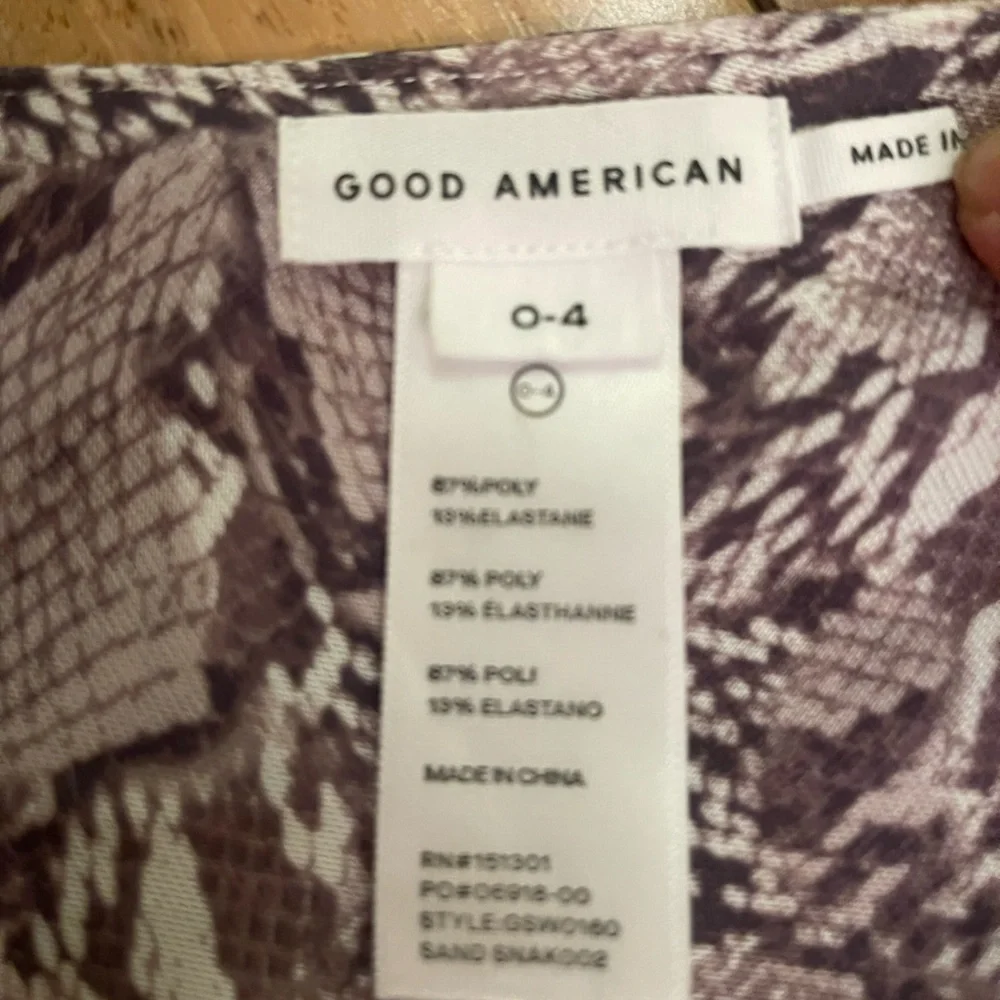 GOOD AMERICAN
MADE IN
0-4
0-4
87%POLY
13%ELASTANE
87% POLY
13% ÉLASTHANNE
87% POLI
13% ELASTANO
MADE IN CHINA
RN#151301
PO#06918-00
STYLE:GSW0160
SAND SNAK002